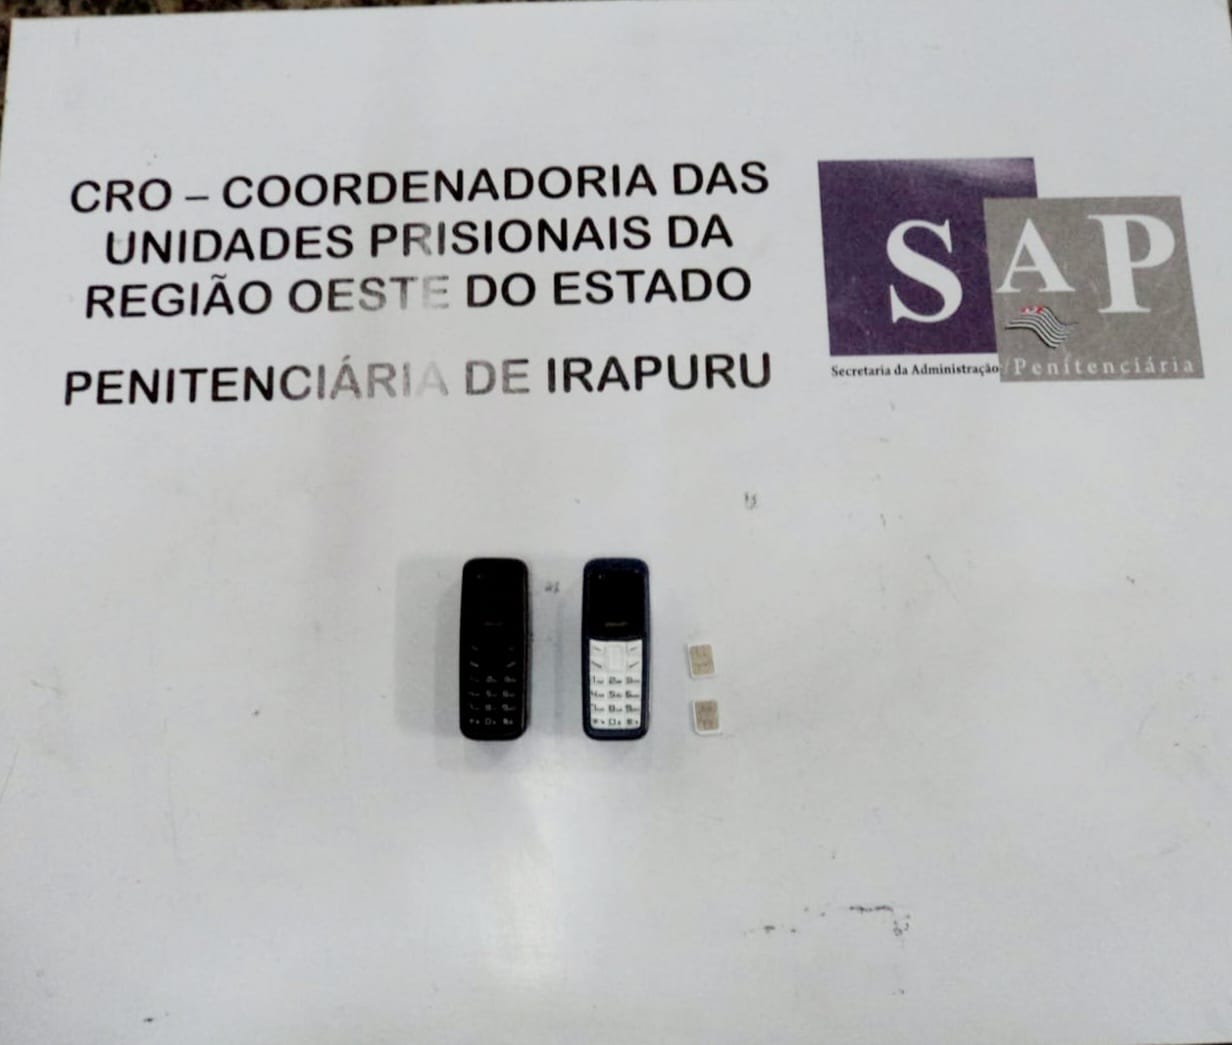 CRO – COORDENADORIA DAS
UNIDADES PRISIONAIS DA
REGIÃO OESTE DO ESTADO
PENITENCIÁRIA DE IRAPURU
SAP
Secretaria da Administração Penitenciária